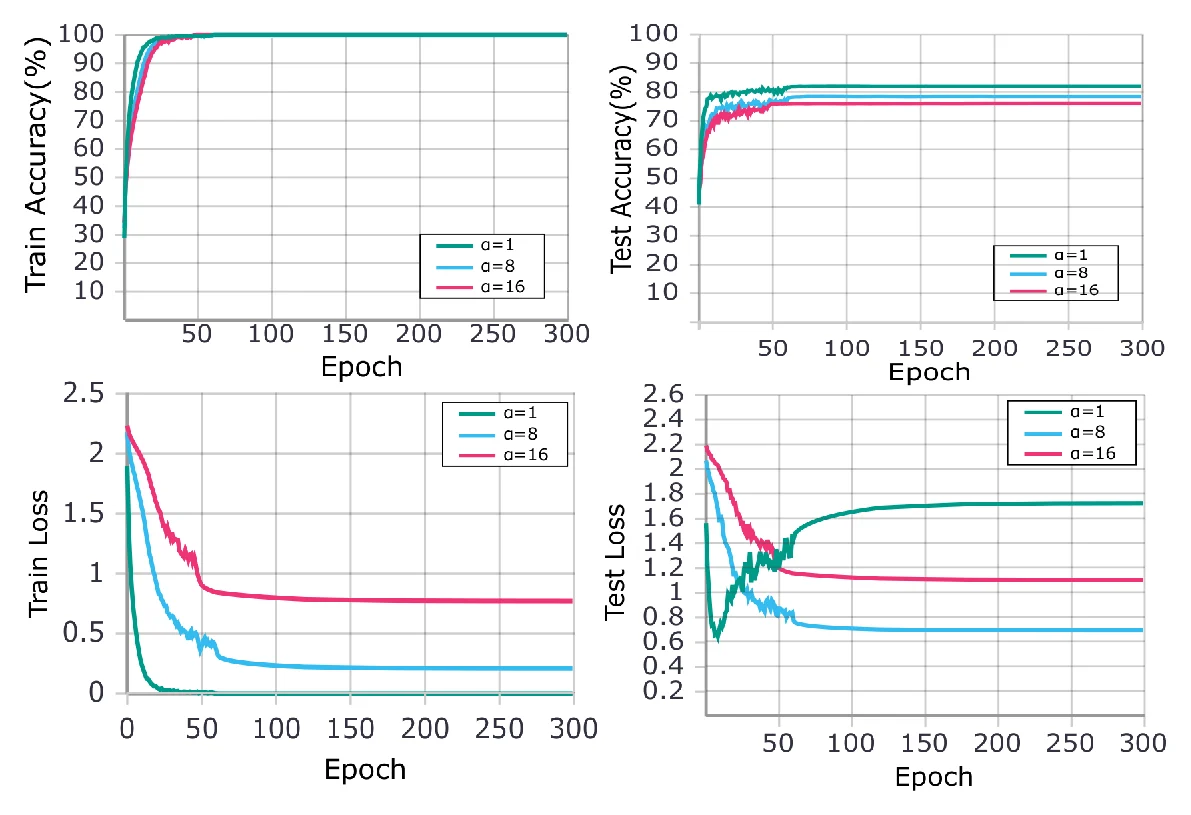 Train Accuracy(%)
100
90
80
70
60
50
40
30
20
10
a=1
a=8
a=16
50 100 150 200 250 300
Epoch
Test Accuracy(%)
100
90
80
70
60
50
40
30
20
10
a=1
a=8
a=16
50 100 150 200 250 300
Epoch
Train Loss
2.5
2
1.5
1
0.5
0
a=1
a=8
a=16
0 50 100 150 200 250 300
Epoch
Test Loss
2.6
2.4
2.2
2
1.8
1.6
1.4
1.2
1
0.8
0.6
0.4
0.2
a=1
a=8
a=16
50 100 150 200 250 300
Epoch